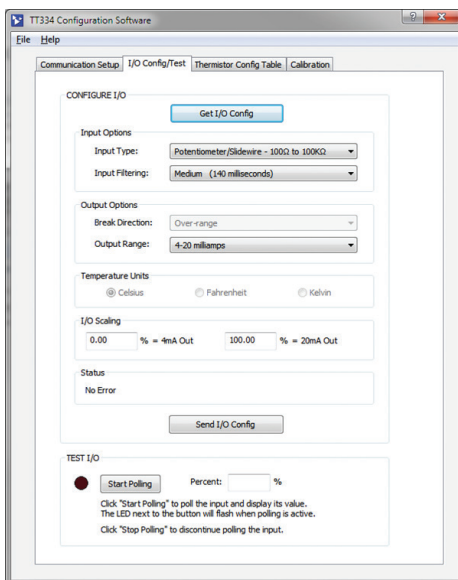 TT334 Configuration Software
File Help
Communication Setup I/O Config/Test Thermistor Config Table Calibration
CONFIGURE I/O
Get I/O Config
Input Options
Input Type: Potentiometer/Slidewire - 100Ω to 100KΩ
Input Filtering: Medium (140 milliseconds)
Output Options
Break Direction: Over-range
Output Range: 4-20 milliamps
Temperature Units
Celsius Fahrenheit Kelvin
I/O Scaling
0.00 % = 4mA Out 100.00 % = 20mA Out
Status
No Error
Send I/O Config
TEST I/O
Start Polling Percent: %
Click "Start Polling" to poll the input and display its value.
The LED next to the button will flash when polling is active.
Click "Stop Polling" to discontinue polling the input.